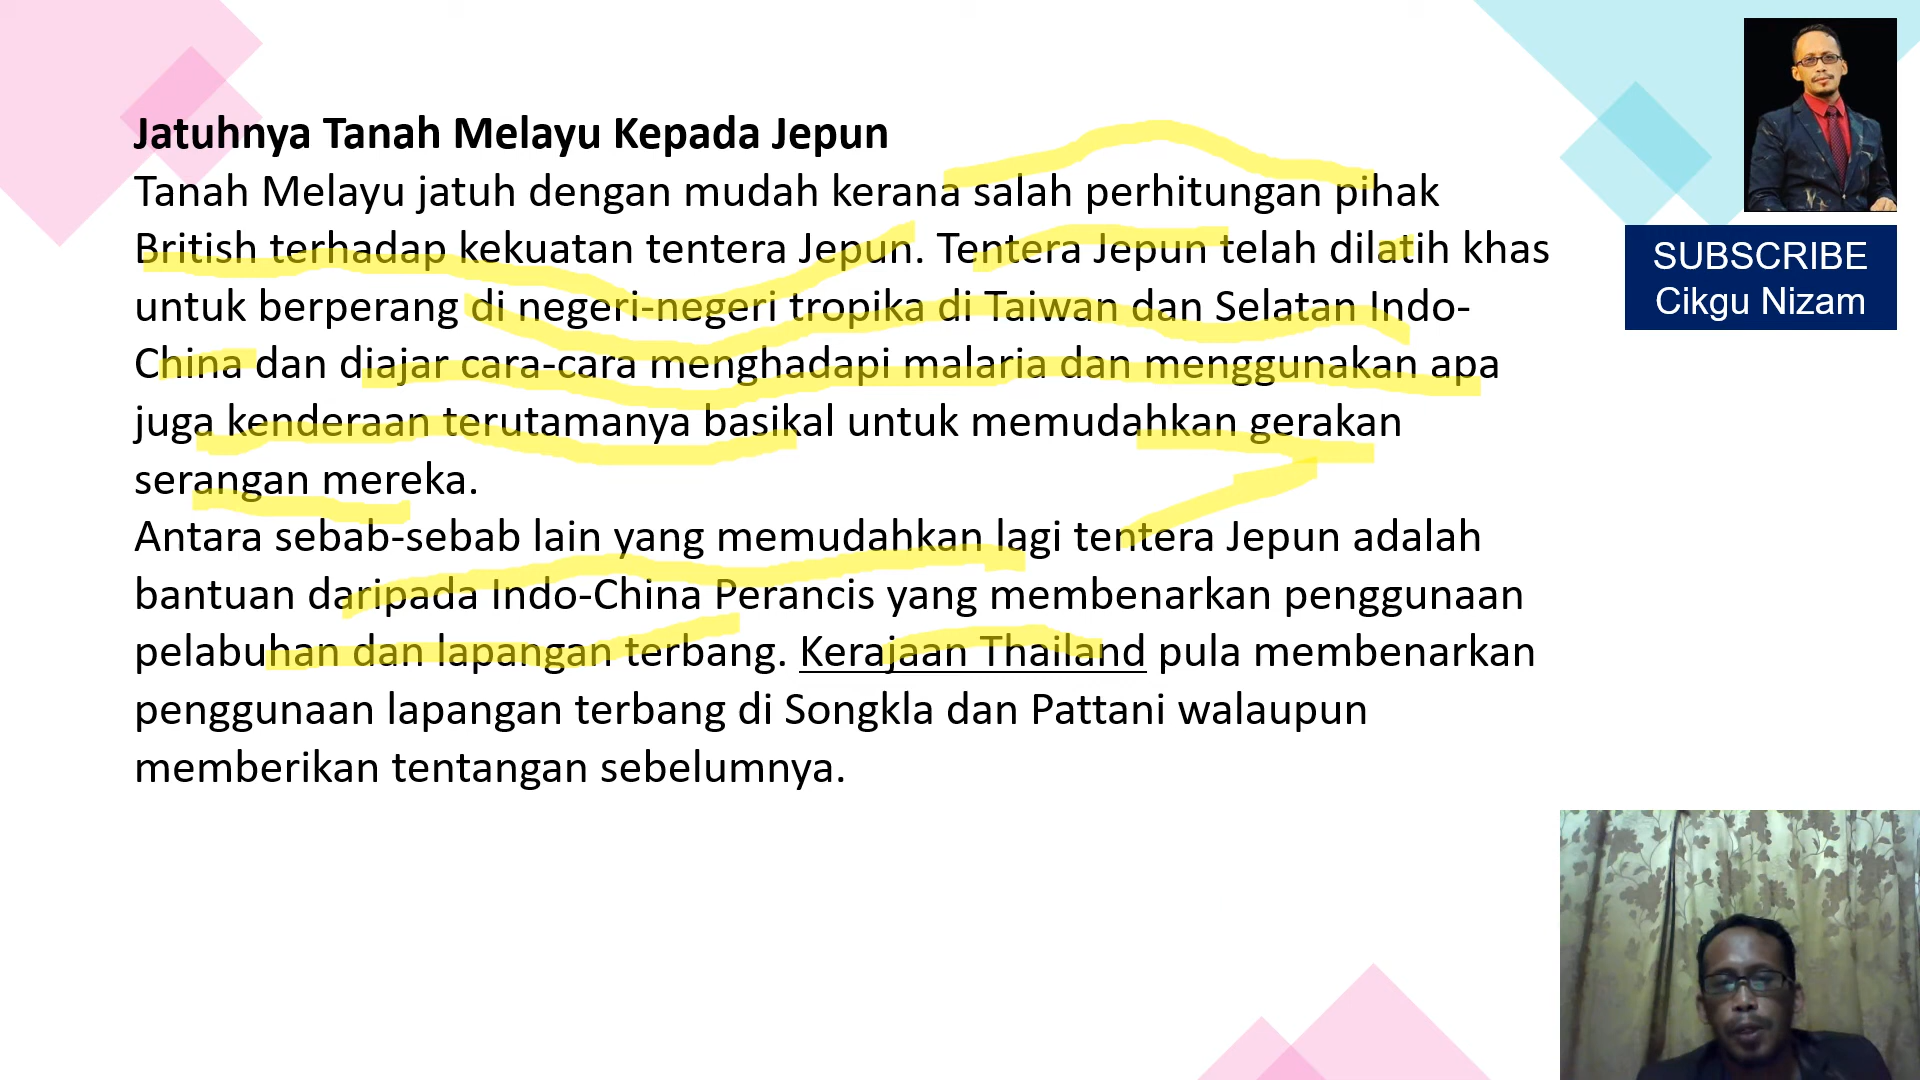 Jatuhnya Tanah Melayu Kepada Jepun
Tanah Melayu jatuh dengan mudah kerana salah perhitungan pihak
British terhadap kekuatan tentera Jepun. Tentera Jepun telah dilatih khas
untuk berperang di negeri-negeri tropika di Taiwan dan Selatan Indo-
China dan diajar cara-cara menghadapi malaria dan menggunakan apa
juga kenderaan terutamanya basikal untuk memudahkan gerakan
serangan mereka.
Antara sebab-sebab lain yang memudahkan lagi tentera Jepun adalah
bantuan daripada Indo-China Perancis yang membenarkan penggunaan
pelabuhan dan lapangan terbang. Kerajaan Thailand pula membenarkan
penggunaan lapangan terbang di Songkla dan Pattani walaupun
memberikan tentangan sebelumnya.
SUBSCRIBE
Cikgu Nizam